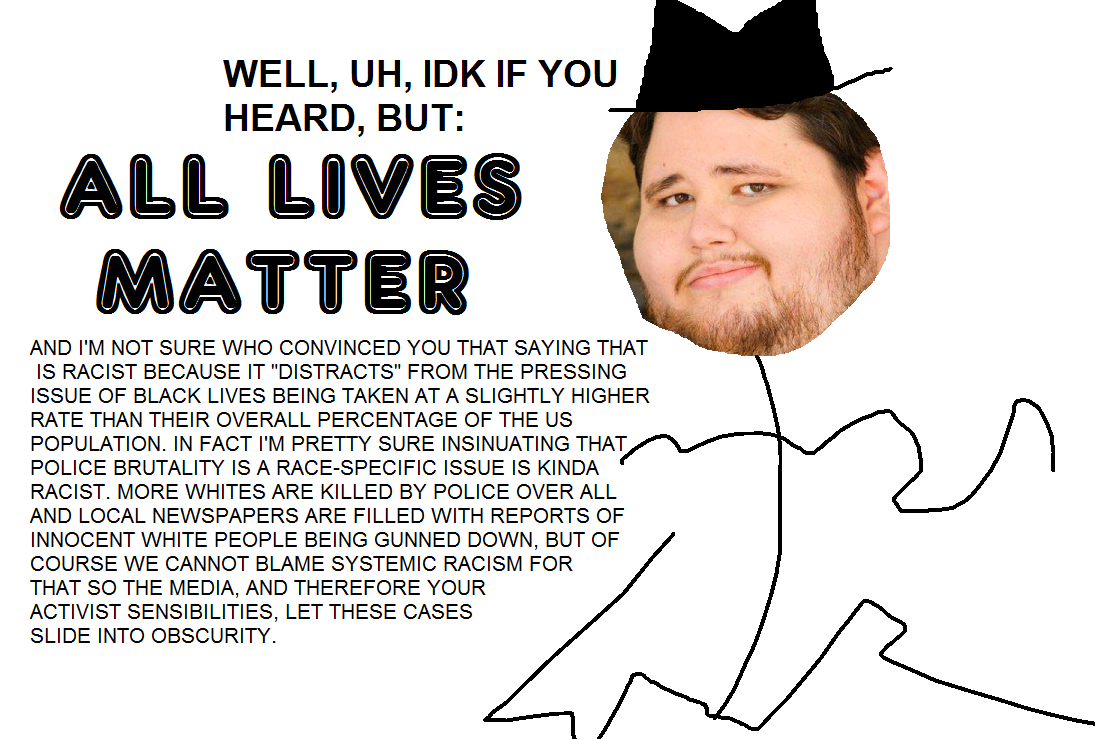 WELL, UH, IDK IF YOU
HEARD, BUT:
ALL LIVES
MATTER
AND I'M NOT SURE WHO CONVINCED YOU THAT SAYING THAT
IS RACIST BECAUSE IT "DISTRACTS" FROM THE PRESSING
ISSUE OF BLACK LIVES BEING TAKEN AT A SLIGHTLY HIGHER
RATE THAN THEIR OVERALL PERCENTAGE OF THE US
POPULATION. IN FACT I'M PRETTY SURE INSINUATING THAT
POLICE BRUTALITY IS A RACE-SPECIFIC ISSUE IS KINDA
RACIST. MORE WHITES ARE KILLED BY POLICE OVER ALL
AND LOCAL NEWSPAPERS ARE FILLED WITH REPORTS OF
INNOCENT WHITE PEOPLE BEING GUNNED DOWN, BUT OF
COURSE WE CANNOT BLAME SYSTEMIC RACISM FOR
THAT SO THE MEDIA, AND THEREFORE YOUR
ACTIVIST SENSIBILITIES, LET THESE CASES
SLIDE INTO OBSCURITY.